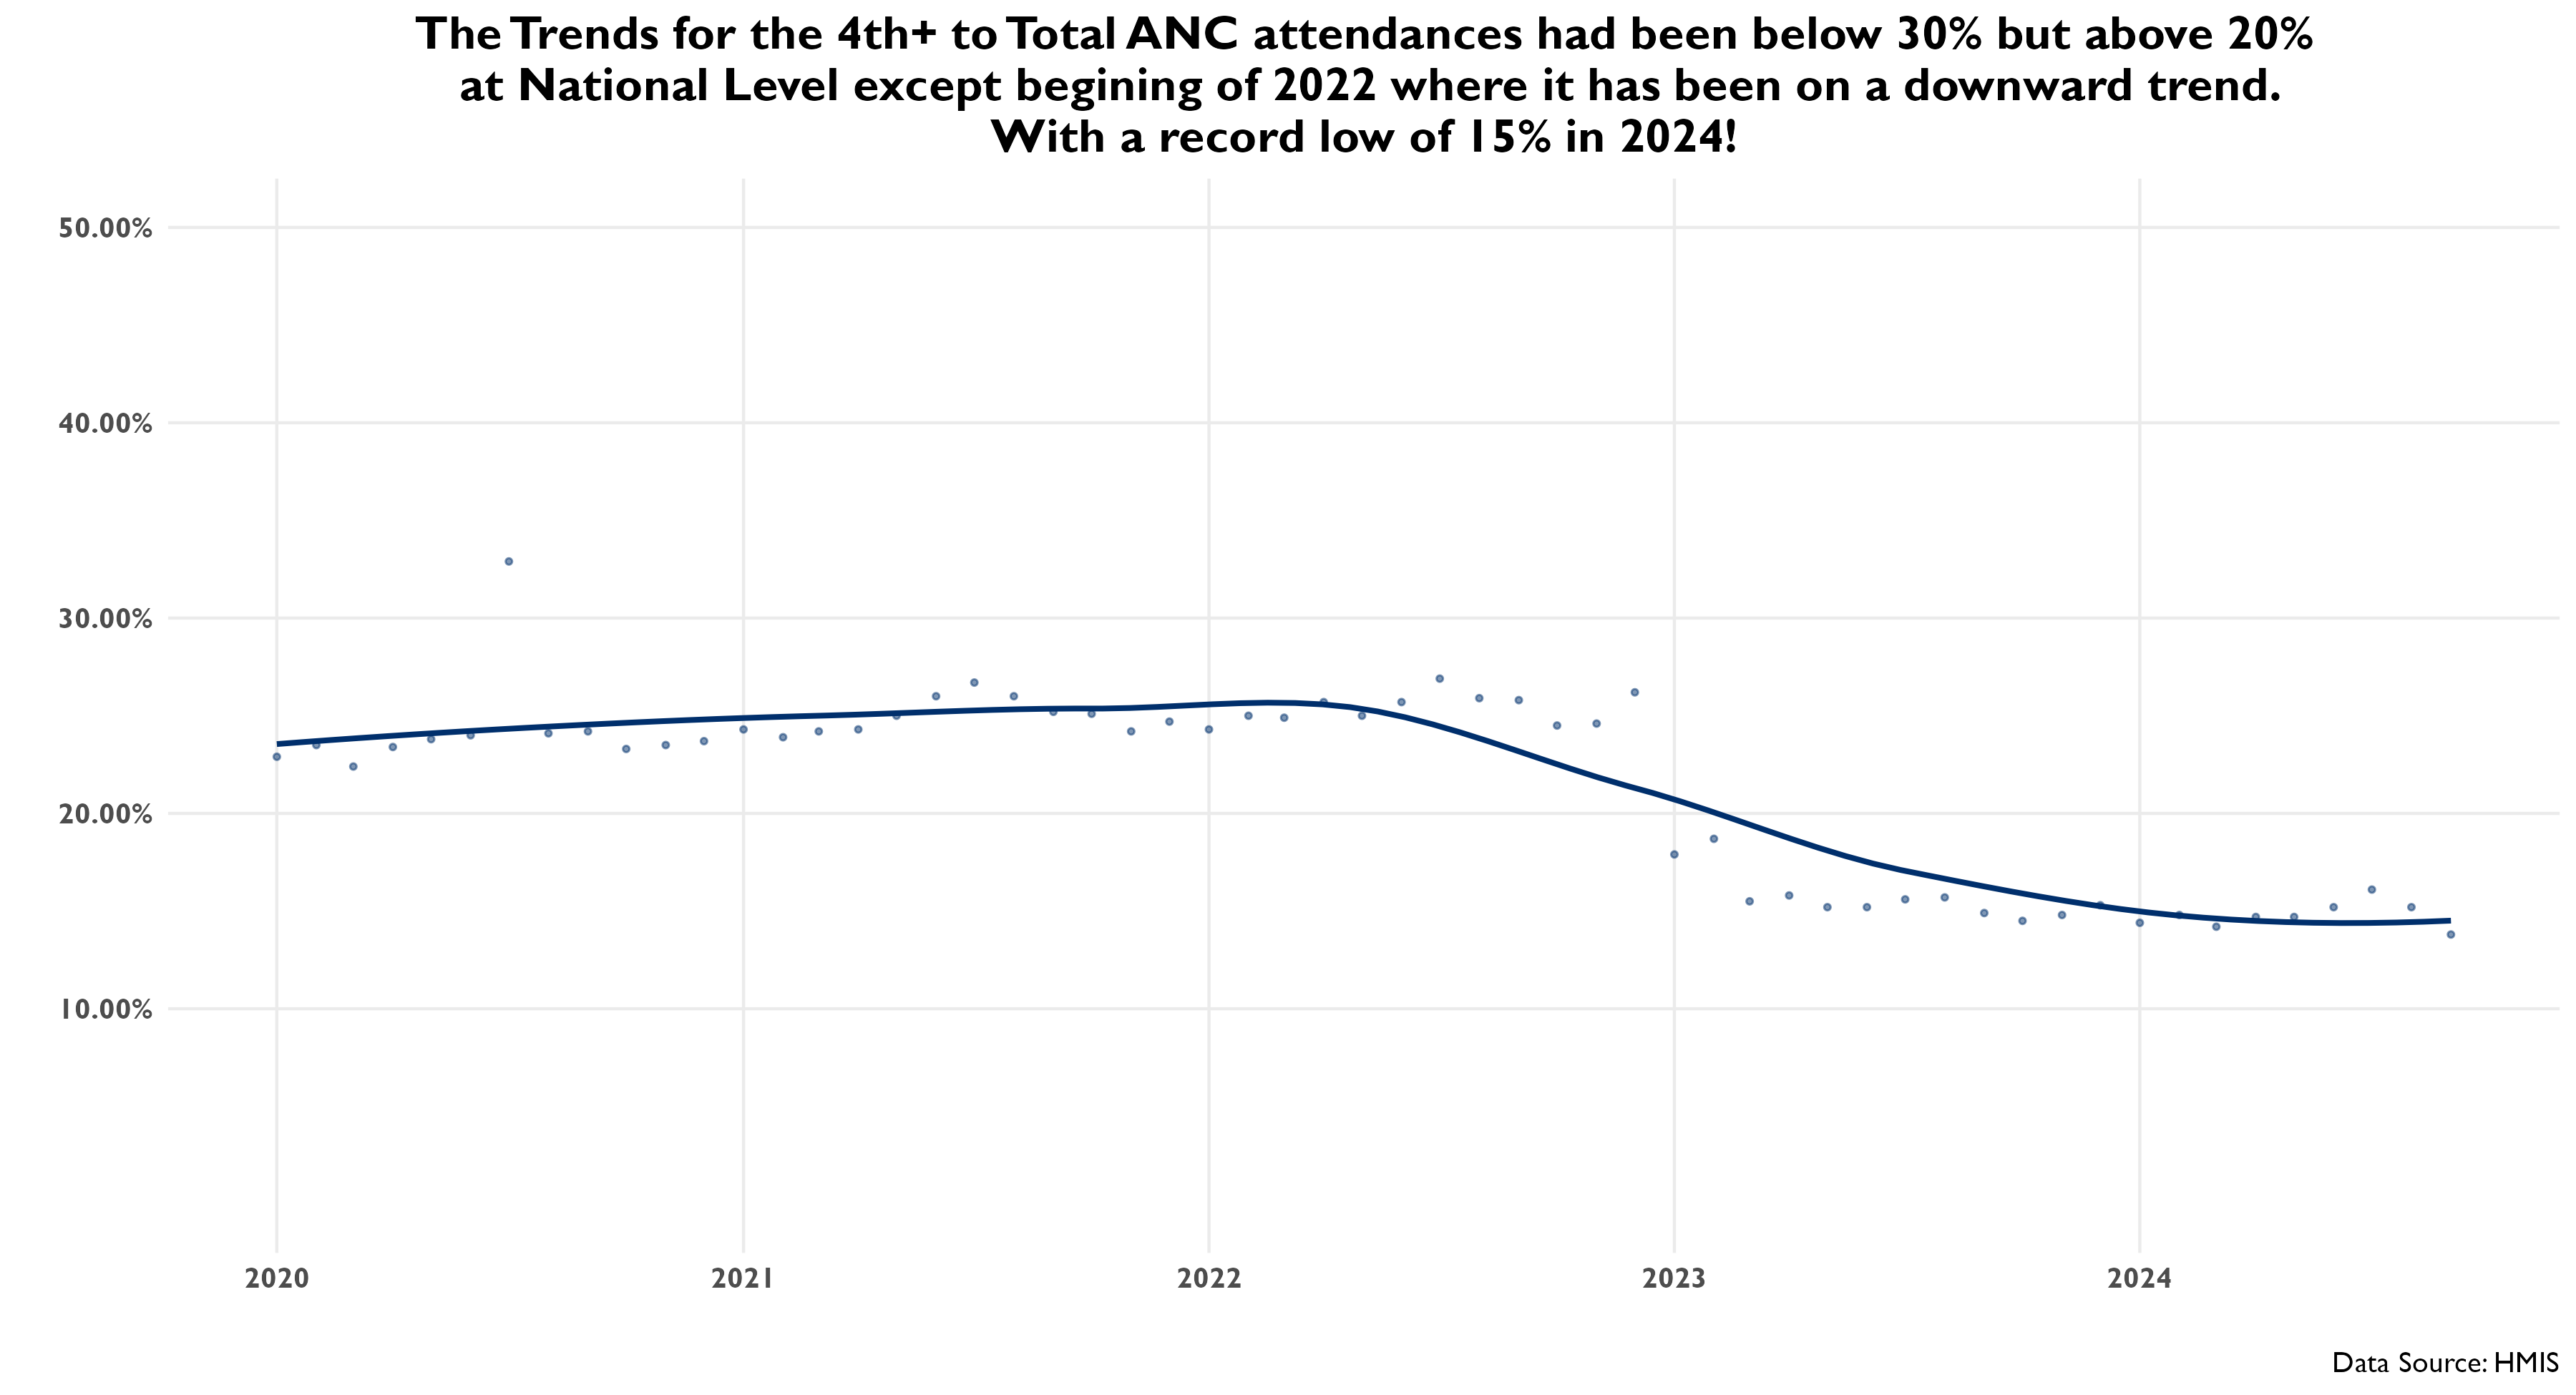 The Trends for the 4th+ to Total ANC attendances had been below 30% but above 20%
at National Level except begining of 2022 where it has been on a downward trend.
With a record low of 15% in 2024!
50.00%
40.00%
30.00%
20.00%
10.00%
2020
2021
2022
2023
2024
Data Source: HMIS